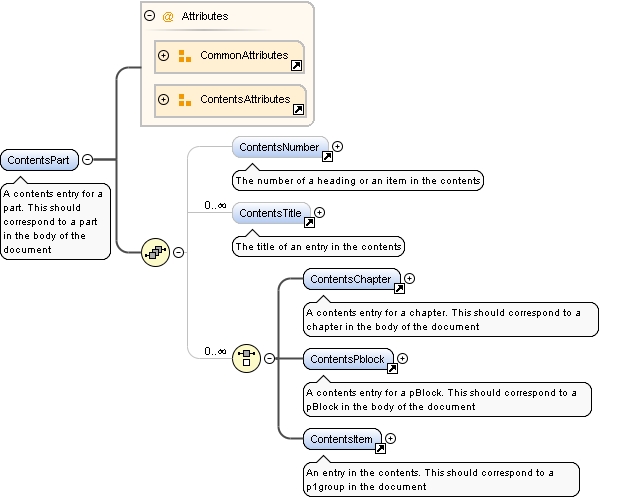 @ Attributes
CommonAttributes
ContentsAttributes
ContentsPart
A contents entry for a
part. This should
correspond to a part
in the body of the
document
ContentsNumber
The number of a heading or an item in the contents
0..∞
ContentsTitle
The title of an entry in the contents
0..∞
ContentsChapter
A contents entry for a chapter. This should correspond to a
chapter in the body of the document
ContentsPblock
A contents entry for a pBlock. This should correspond to a
pBlock in the body of the document
ContentsItem
An entry in the contents. This should correspond to a
p1group in the document